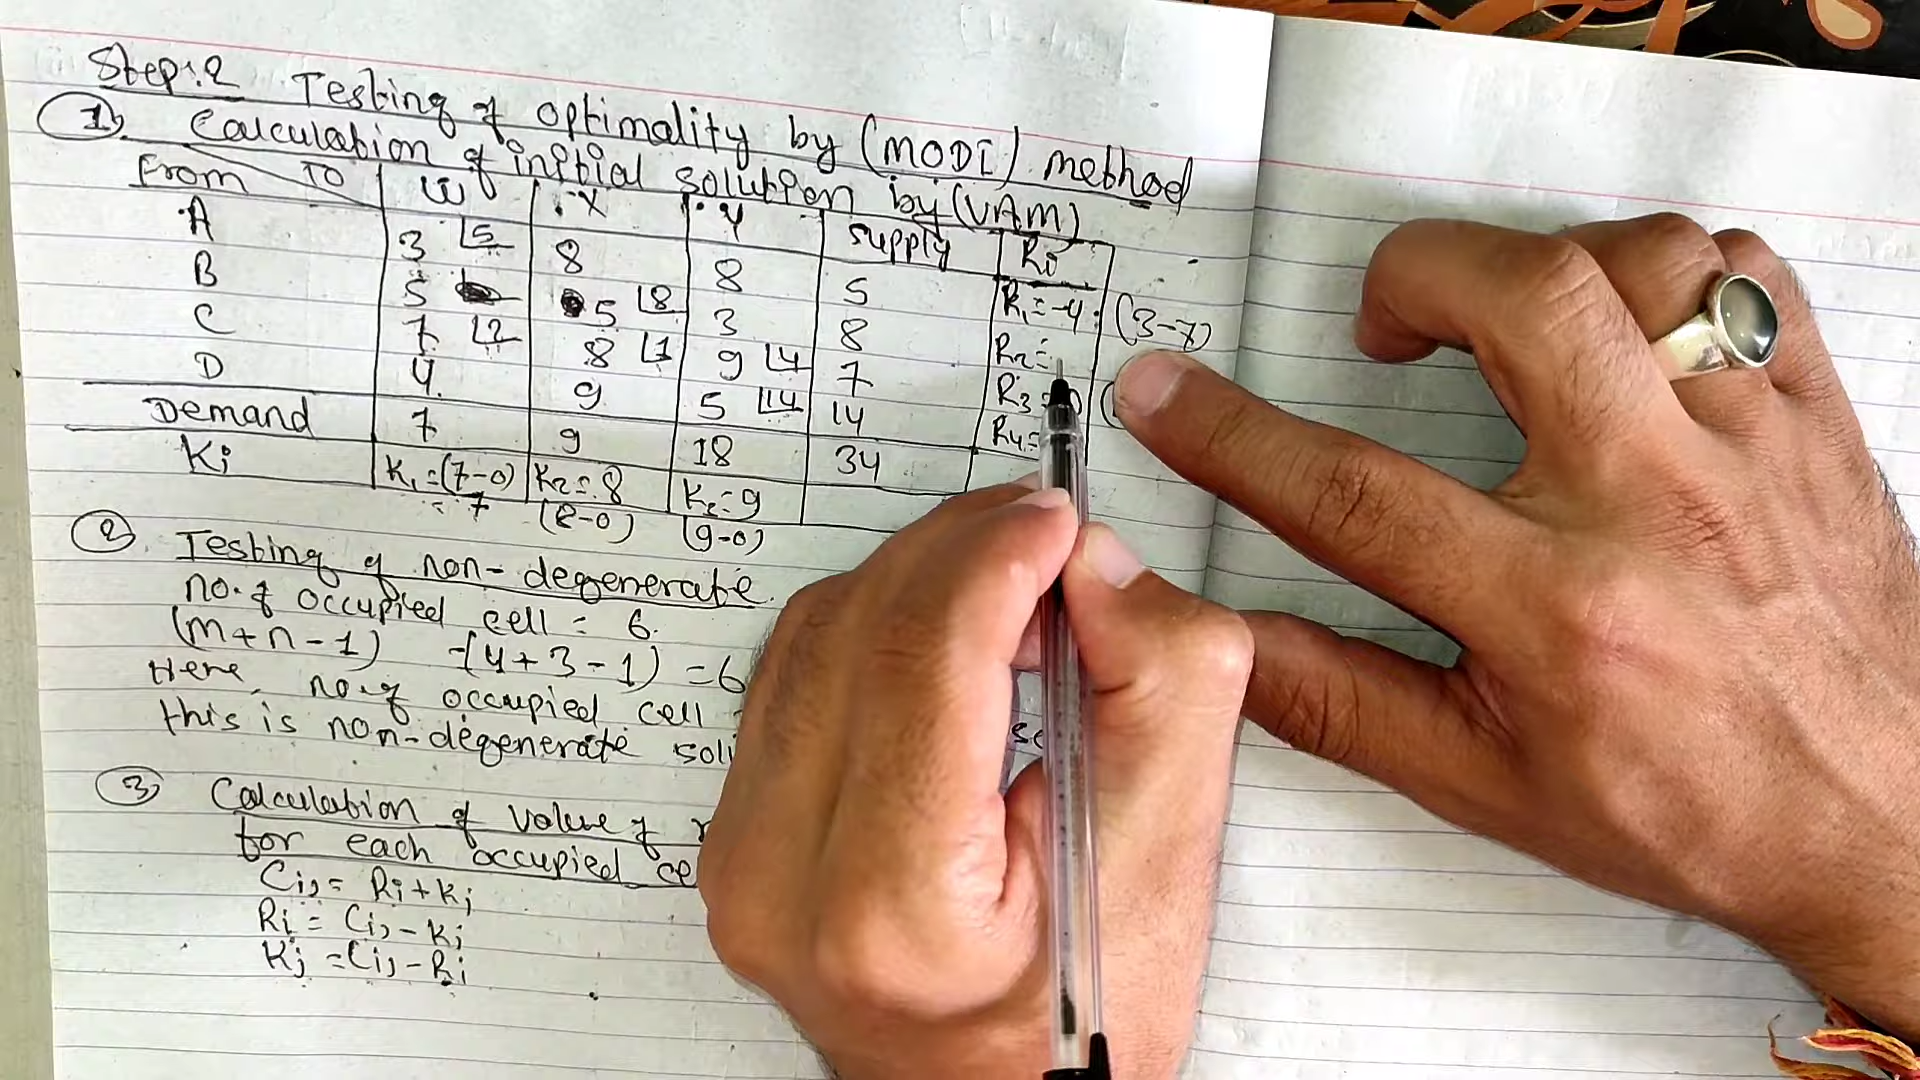 Step:2 Testing of optimality by (MODI) method
1) Calculation of initial solution by (VAM)
From TO W X Y supply Ri
A 3 5 8 8 5 R1=-4 (3-7)
B 5 5 8 3 8 R2=
C 7 2 8 1 9 4 7 R3=0
D 4 9 5 14 14 R4=
Demand 7 9 18 34
Kj K1=(7-0) =7 K2=8 (8-0) K3=9 (9-0)
2 Testing of non-degenerate.
no. of occupied cell = 6.
(m+n-1) -(4+3-1) =6
Here, no. of occupied cell
this is non-degenerate
3) Calculation of value of
for each occupied
Cij = Ri+Kj
Ri = Cij-Kj
Kj =Cij-Ri